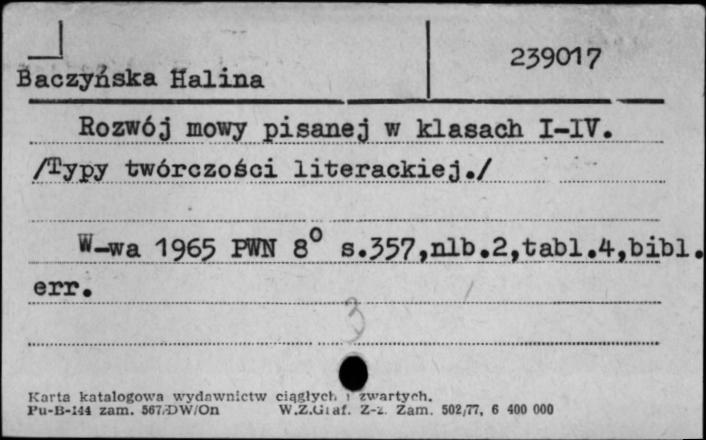 239017
Baczyńska Halina
Rozwój mowy pisanej w klasach I-IV.
/Typy twórczości literackiej./
W-wa 1965 PWN 8° s.357,nlb.2,tabl.4,bibl.
err.
3
Karta katalogowa wydawnictw ciągłych i zwartych.
Pu-B-144 zam. 567/DW/On W.Z.Graf. Z-z. Zam. 502/77, 6 400 000